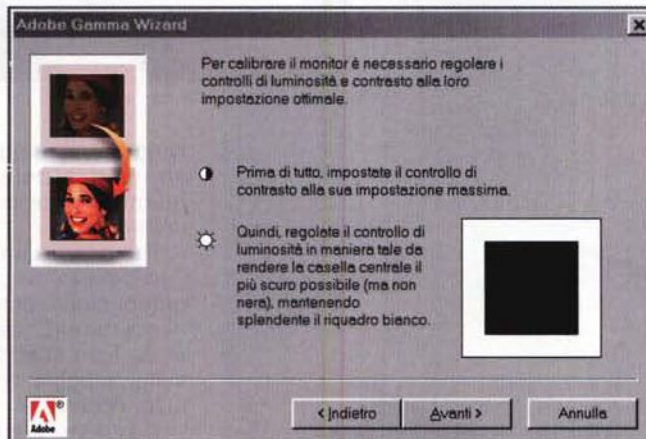 Adobe Gamma Wizard
Per calibrare il monitor è necessario regolare i
controlli di luminosità e contrasto alla loro
impostazione ottimale.
Prima di tutto, impostate il controllo di
contrasto alla sua impostazione massima.
Quindi, regolate il controllo di
luminosità in maniera tale da
rendere la casella centrale il
più scuro possibile (ma non
nera), mantenendo
splendente il riquadro bianco.
Adobe
< Indietro
Avanti >
Annulla